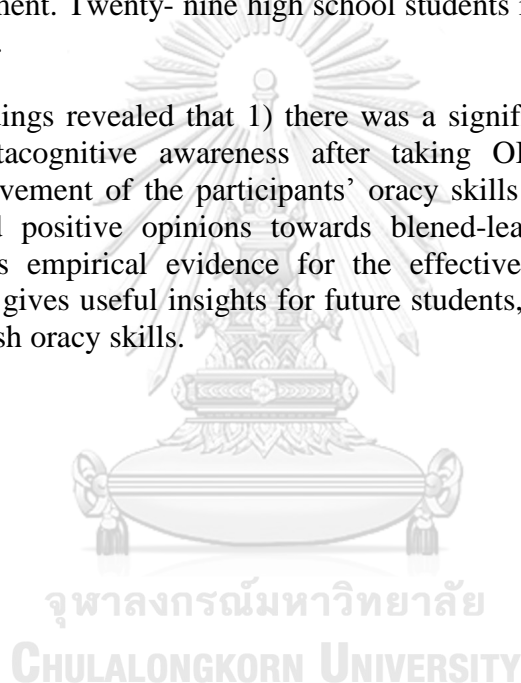 ment. Twenty- nine high school students
.
dings revealed that 1) there was a signif
tacognitive awareness after taking
vement of the participants' oracy skills
d positive opinions towards blened-lea
s empirical evidence for the effective
gives useful insights for future students,
sh oracy skills.
จุฬาลงกรณ์มหาวิทยาลัย
CHULALONGKORN UNIVERSITY